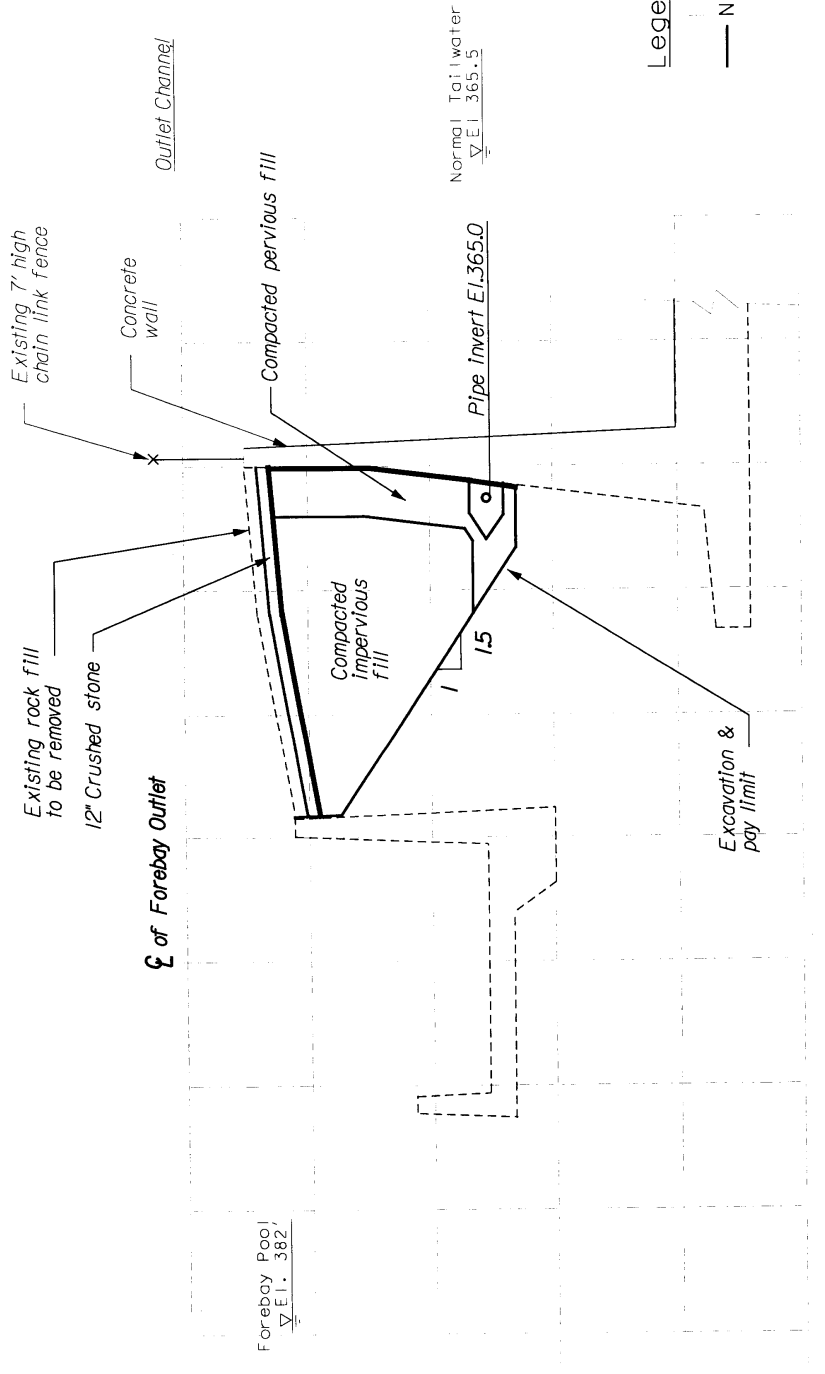 Existing 7' high
chain link fence
Outlet Channel
Existing rock fill
to be removed
12" Crushed stone
Concrete
wall
Compacted pervious fill
℄ of Forebay Outlet
Normal Tailwater
El 365.5
Forebay Pool
El. 382'
Compacted
impervious
fill
Pipe invert El.365.0
1
1.5
Excavation &
pay limit
Lege
N